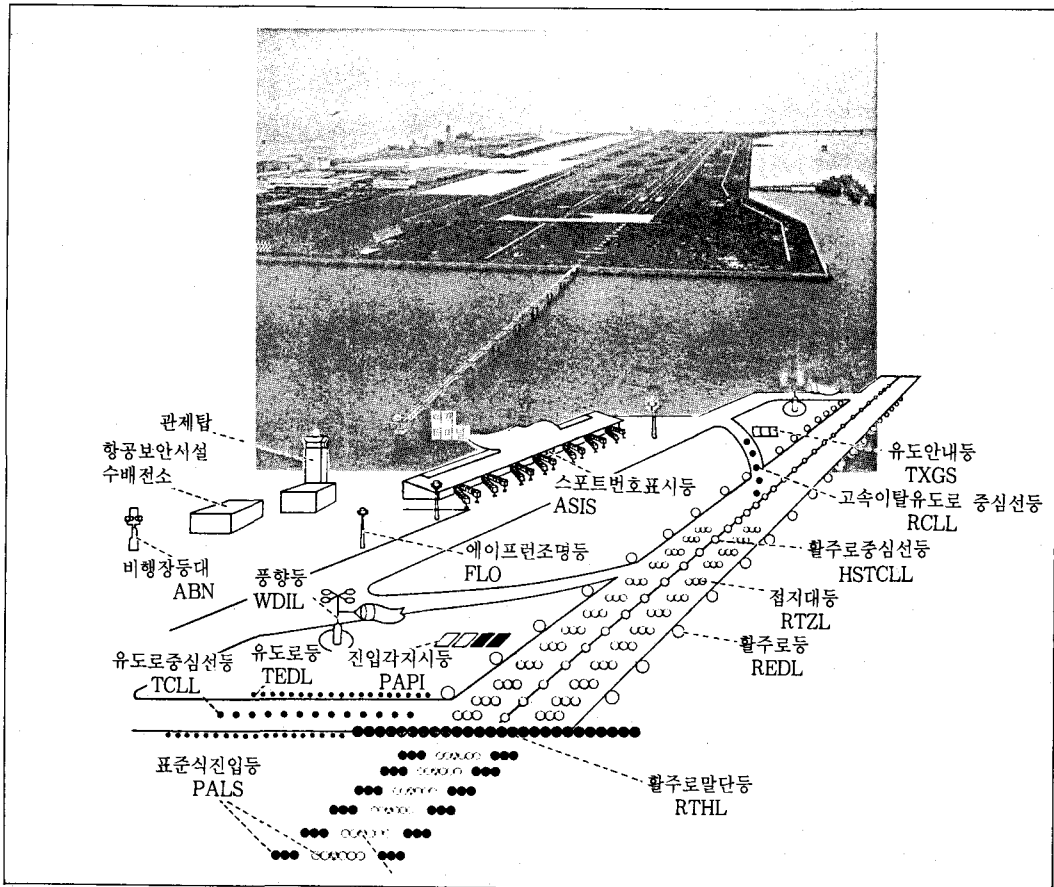 관제탑
항공보안시설
수배전소
비행장등대
ABN
스포트번호표시등
ASIS
에이프런조명등
FLO
풍향등
WDIL
유도안내등
TXGS
고속이탈유도로 중심선등
RCLL
활주로중심선등
HSTCLL
접지대등
RTZL
활주로등
REDL
유도로중심선등
TCLL
유도로등
TEDL
진입각지시등
PAPI
표준식진입등
PALS
활주로말단등
RTHL